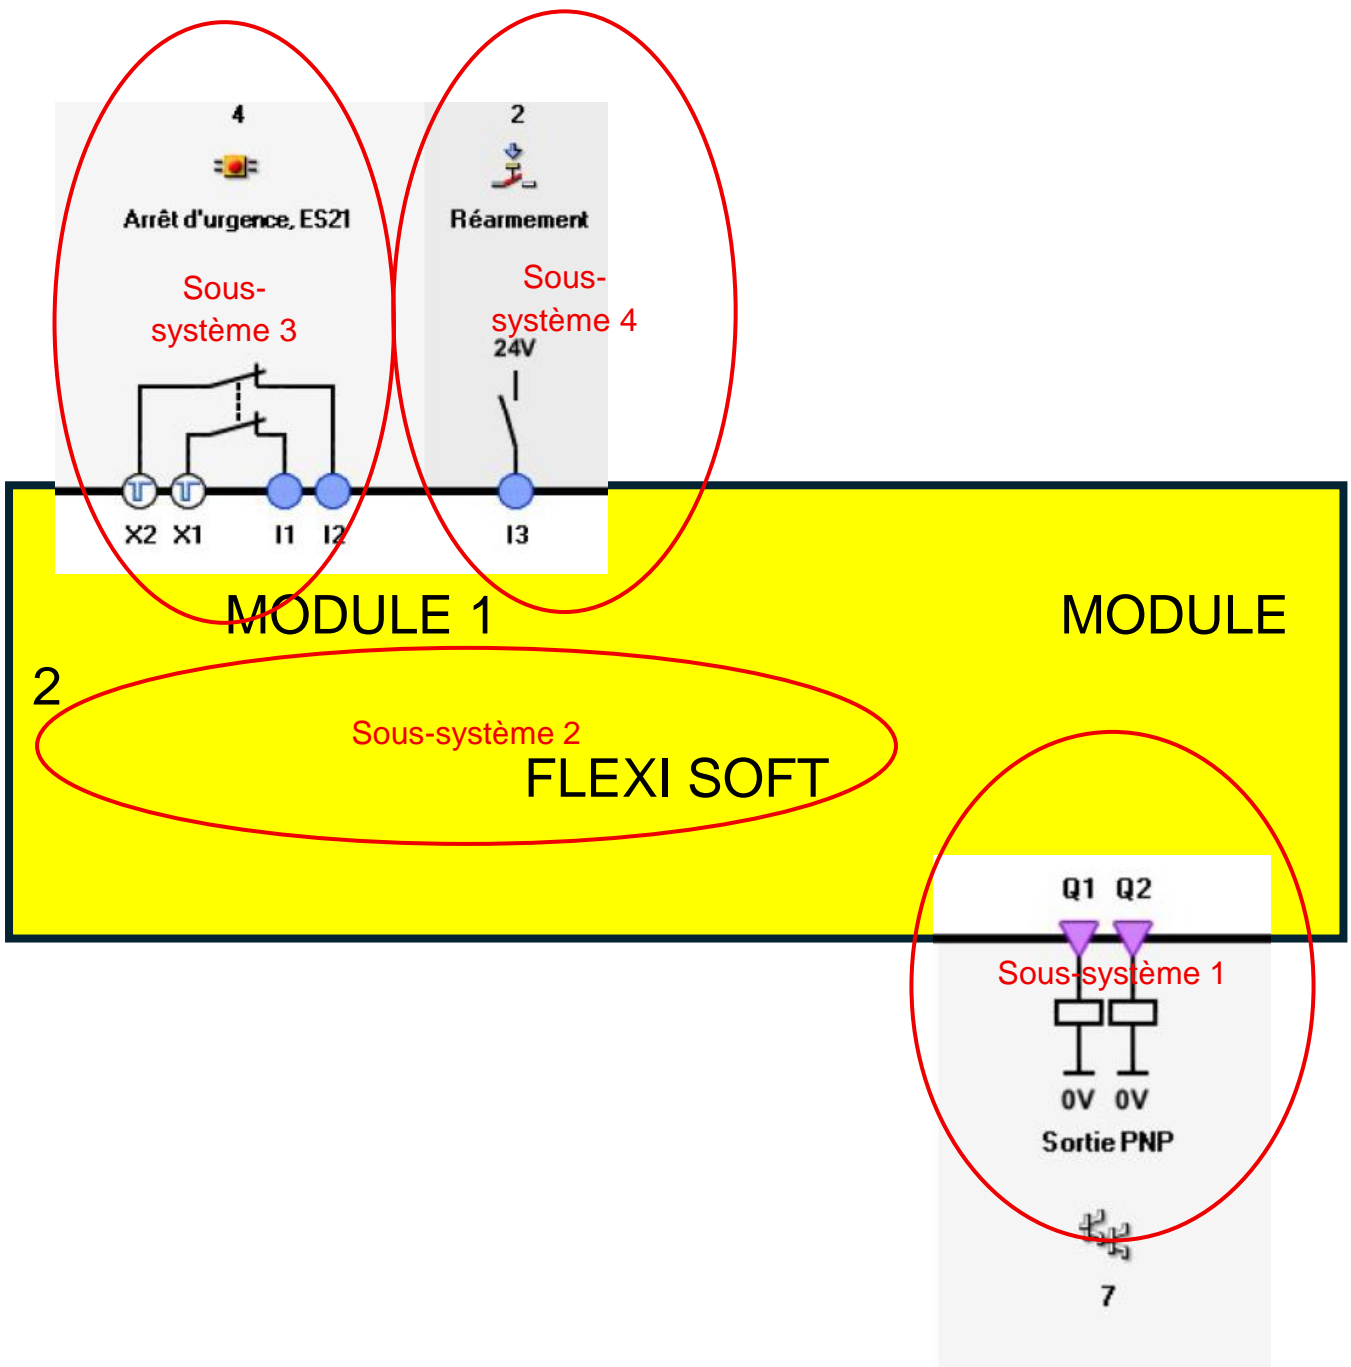 4
2
Arrêt d'urgence, ES21
Réarmement
Sous-
système 3
Sous-
système 4
24V
X2 X1 I1 I2 I3
MODULE 1 MODULE
2
Sous-système 2
FLEXI SOFT
Q1 Q2
Sous-système 1
0V 0V
Sortie PNP
7